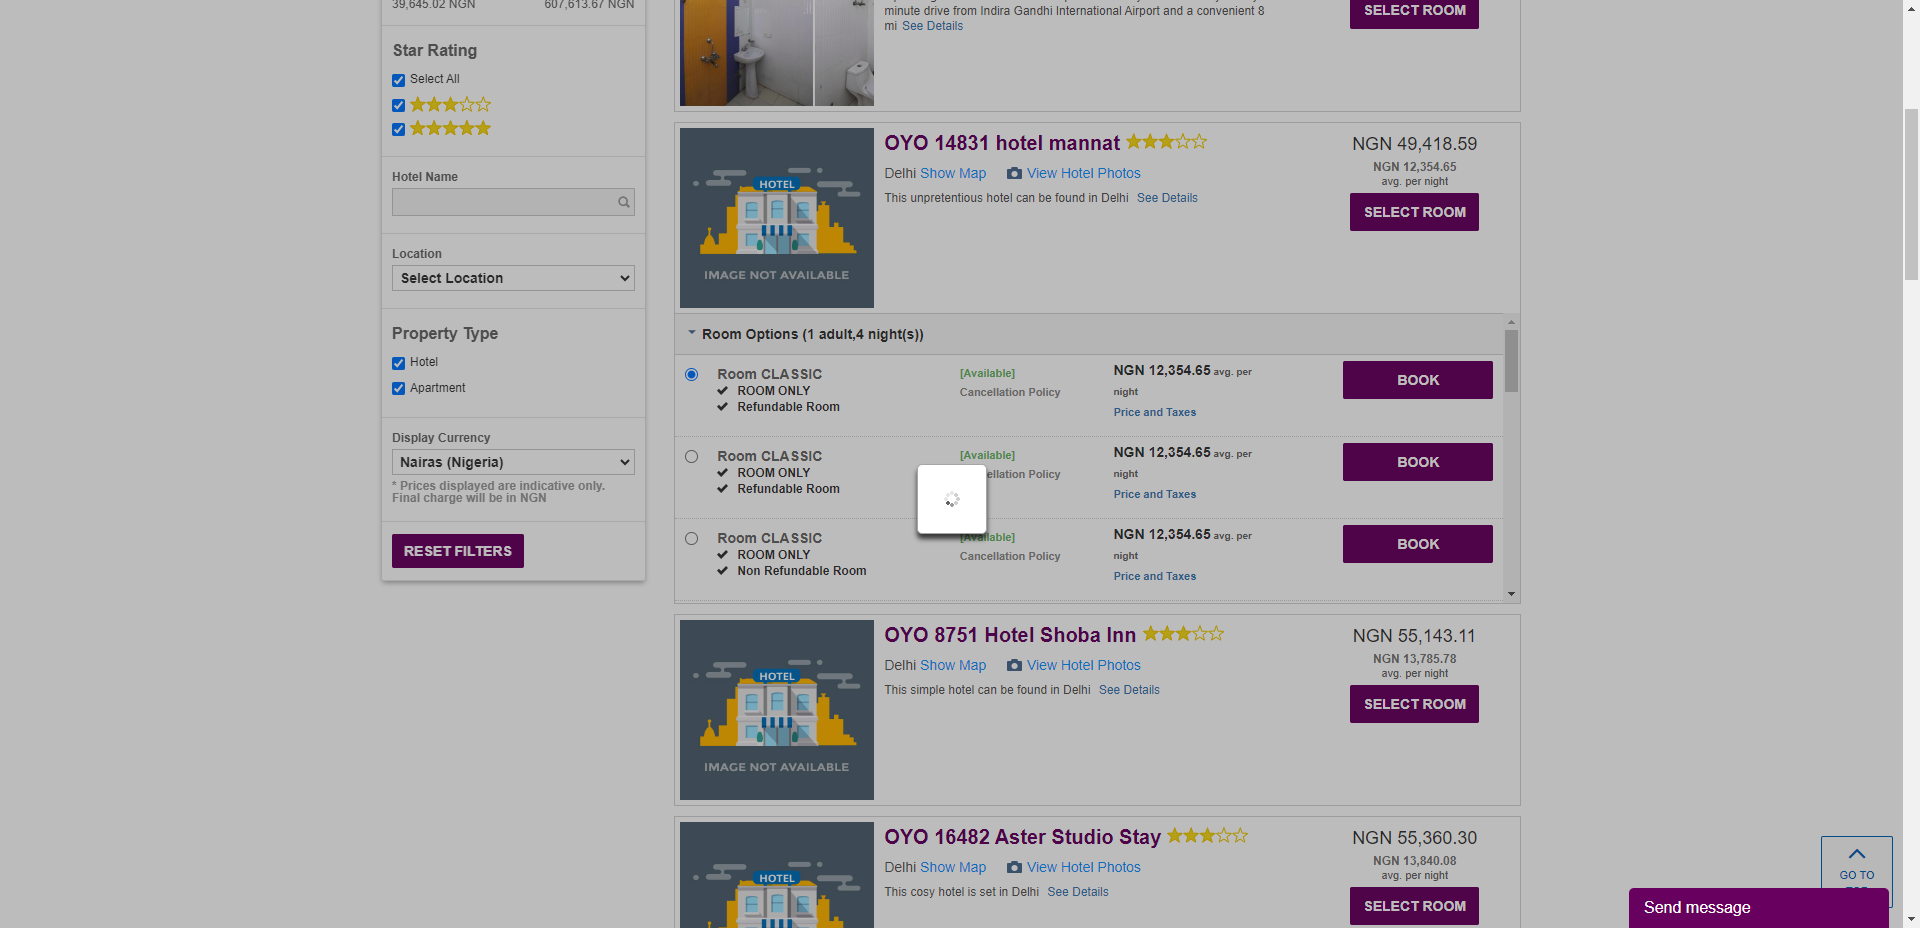 39,645.02 NGN 607,613.67 NGN
Star Rating
Select All
Hotel Name
Location
Select Location
Property Type
Hotel
Apartment
Display Currency
Nairas (Nigeria)
* Prices displayed are indicative only.
Final charge will be in NGN
RESET FILTERS
minute drive from Indira Gandhi International Airport and a convenient 8
mi See Details
SELECT ROOM
OYO 14831 hotel mannat
Delhi Show Map View Hotel Photos
This unpretentious hotel can be found in Delhi See Details
NGN 49,418.59
NGN 12,354.65
avg. per night
SELECT ROOM
HOTEL
IMAGE NOT AVAILABLE
Room Options (1 adult,4 night(s))
Room CLASSIC
ROOM ONLY
Refundable Room
[Available]
Cancellation Policy
NGN 12,354.65 avg. per
night
Price and Taxes
BOOK
Room CLASSIC
ROOM ONLY
Refundable Room
[Available]
ellation Policy
NGN 12,354.65 avg. per
night
Price and Taxes
BOOK
Room CLASSIC
ROOM ONLY
Non Refundable Room
[Available]
Cancellation Policy
NGN 12,354.65 avg. per
night
Price and Taxes
BOOK
OYO 8751 Hotel Shoba Inn
Delhi Show Map View Hotel Photos
This simple hotel can be found in Delhi See Details
NGN 55,143.11
NGN 13,785.78
avg. per night
SELECT ROOM
HOTEL
IMAGE NOT AVAILABLE
OYO 16482 Aster Studio Stay
Delhi Show Map View Hotel Photos
This cosy hotel is set in Delhi See Details
NGN 55,360.30
NGN 13,840.08
avg. per night
SELECT ROOM
HOTEL
GO TO
Send message